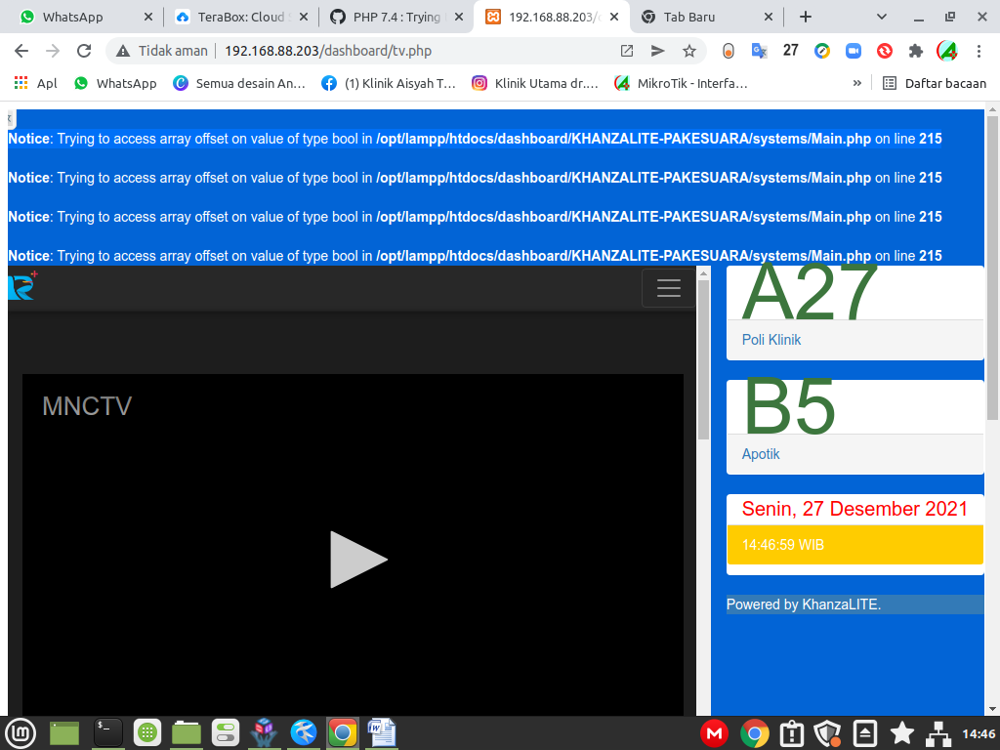 WhatsApp
TeraBox: Cloud
PHP 7.4 : Trying
192.168.88.203/
Tab Baru
Tidak aman
192.168.88.203/dashboard/tv.php
27
Apl
WhatsApp
Semua desain An...
(1) Klinik Aisyah T...
Klinik Utama dr....
MikroTik - Interfa...
»
Daftar bacaan
Notice: Trying to access array offset on value of type bool in /opt/lampp/htdocs/dashboard/KHANZALITE-PAKESUARA/systems/Main.php on line 215
Notice: Trying to access array offset on value of type bool in /opt/lampp/htdocs/dashboard/KHANZALITE-PAKESUARA/systems/Main.php on line 215
Notice: Trying to access array offset on value of type bool in /opt/lampp/htdocs/dashboard/KHANZALITE-PAKESUARA/systems/Main.php on line 215
Notice: Trying to access array offset on value of type bool in /opt/lampp/htdocs/dashboard/KHANZALITE-PAKESUARA/systems/Main.php on line 215
MNCTV
A27
Poli Klinik
B5
Apotik
Senin, 27 Desember 2021
14:46:59 WIB
Powered by KhanzaLITE.
14:46